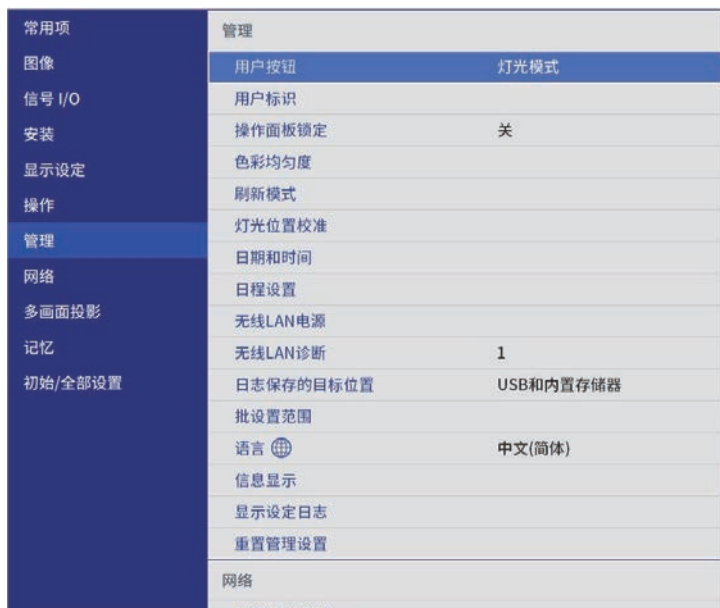 常用项
图像
信号 I/O
安装
显示设定
操作
管理
网络
多画面投影
记忆
初始/全部设置
管理
用户按钮 灯光模式
用户标识
操作面板锁定 关
色彩均匀度
刷新模式
灯光位置校准
日期和时间
日程设置
无线LAN电源
无线LAN诊断 1
日志保存的目标位置 USB和内置存储器
批设置范围
语言 中文(简体)
信息显示
显示设定日志
重置管理设置
网络